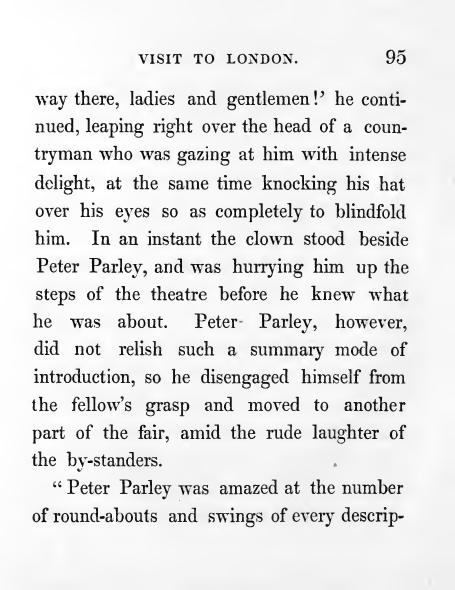 VISIT TO LONDON. 95
way there, ladies and gentlemen!’ he conti-
nued, leaping right over the head of a coun-
tryman who was gazing at him with intense
delight, at the same time knocking his hat
over his eyes so as completely to blindfold
him. In an instant the clown stood beside
Peter Parley, and was hurrying him up the
steps of the theatre before he knew what
he was about. Peter Parley, however,
did not relish such a summary mode of
introduction, so he disengaged himself from
the fellow’s grasp and moved to another
part of the fair, amid the rude laughter of
the by-standers.
“ Peter Parley was amazed at the number
of round-abouts and swings of every descrip-